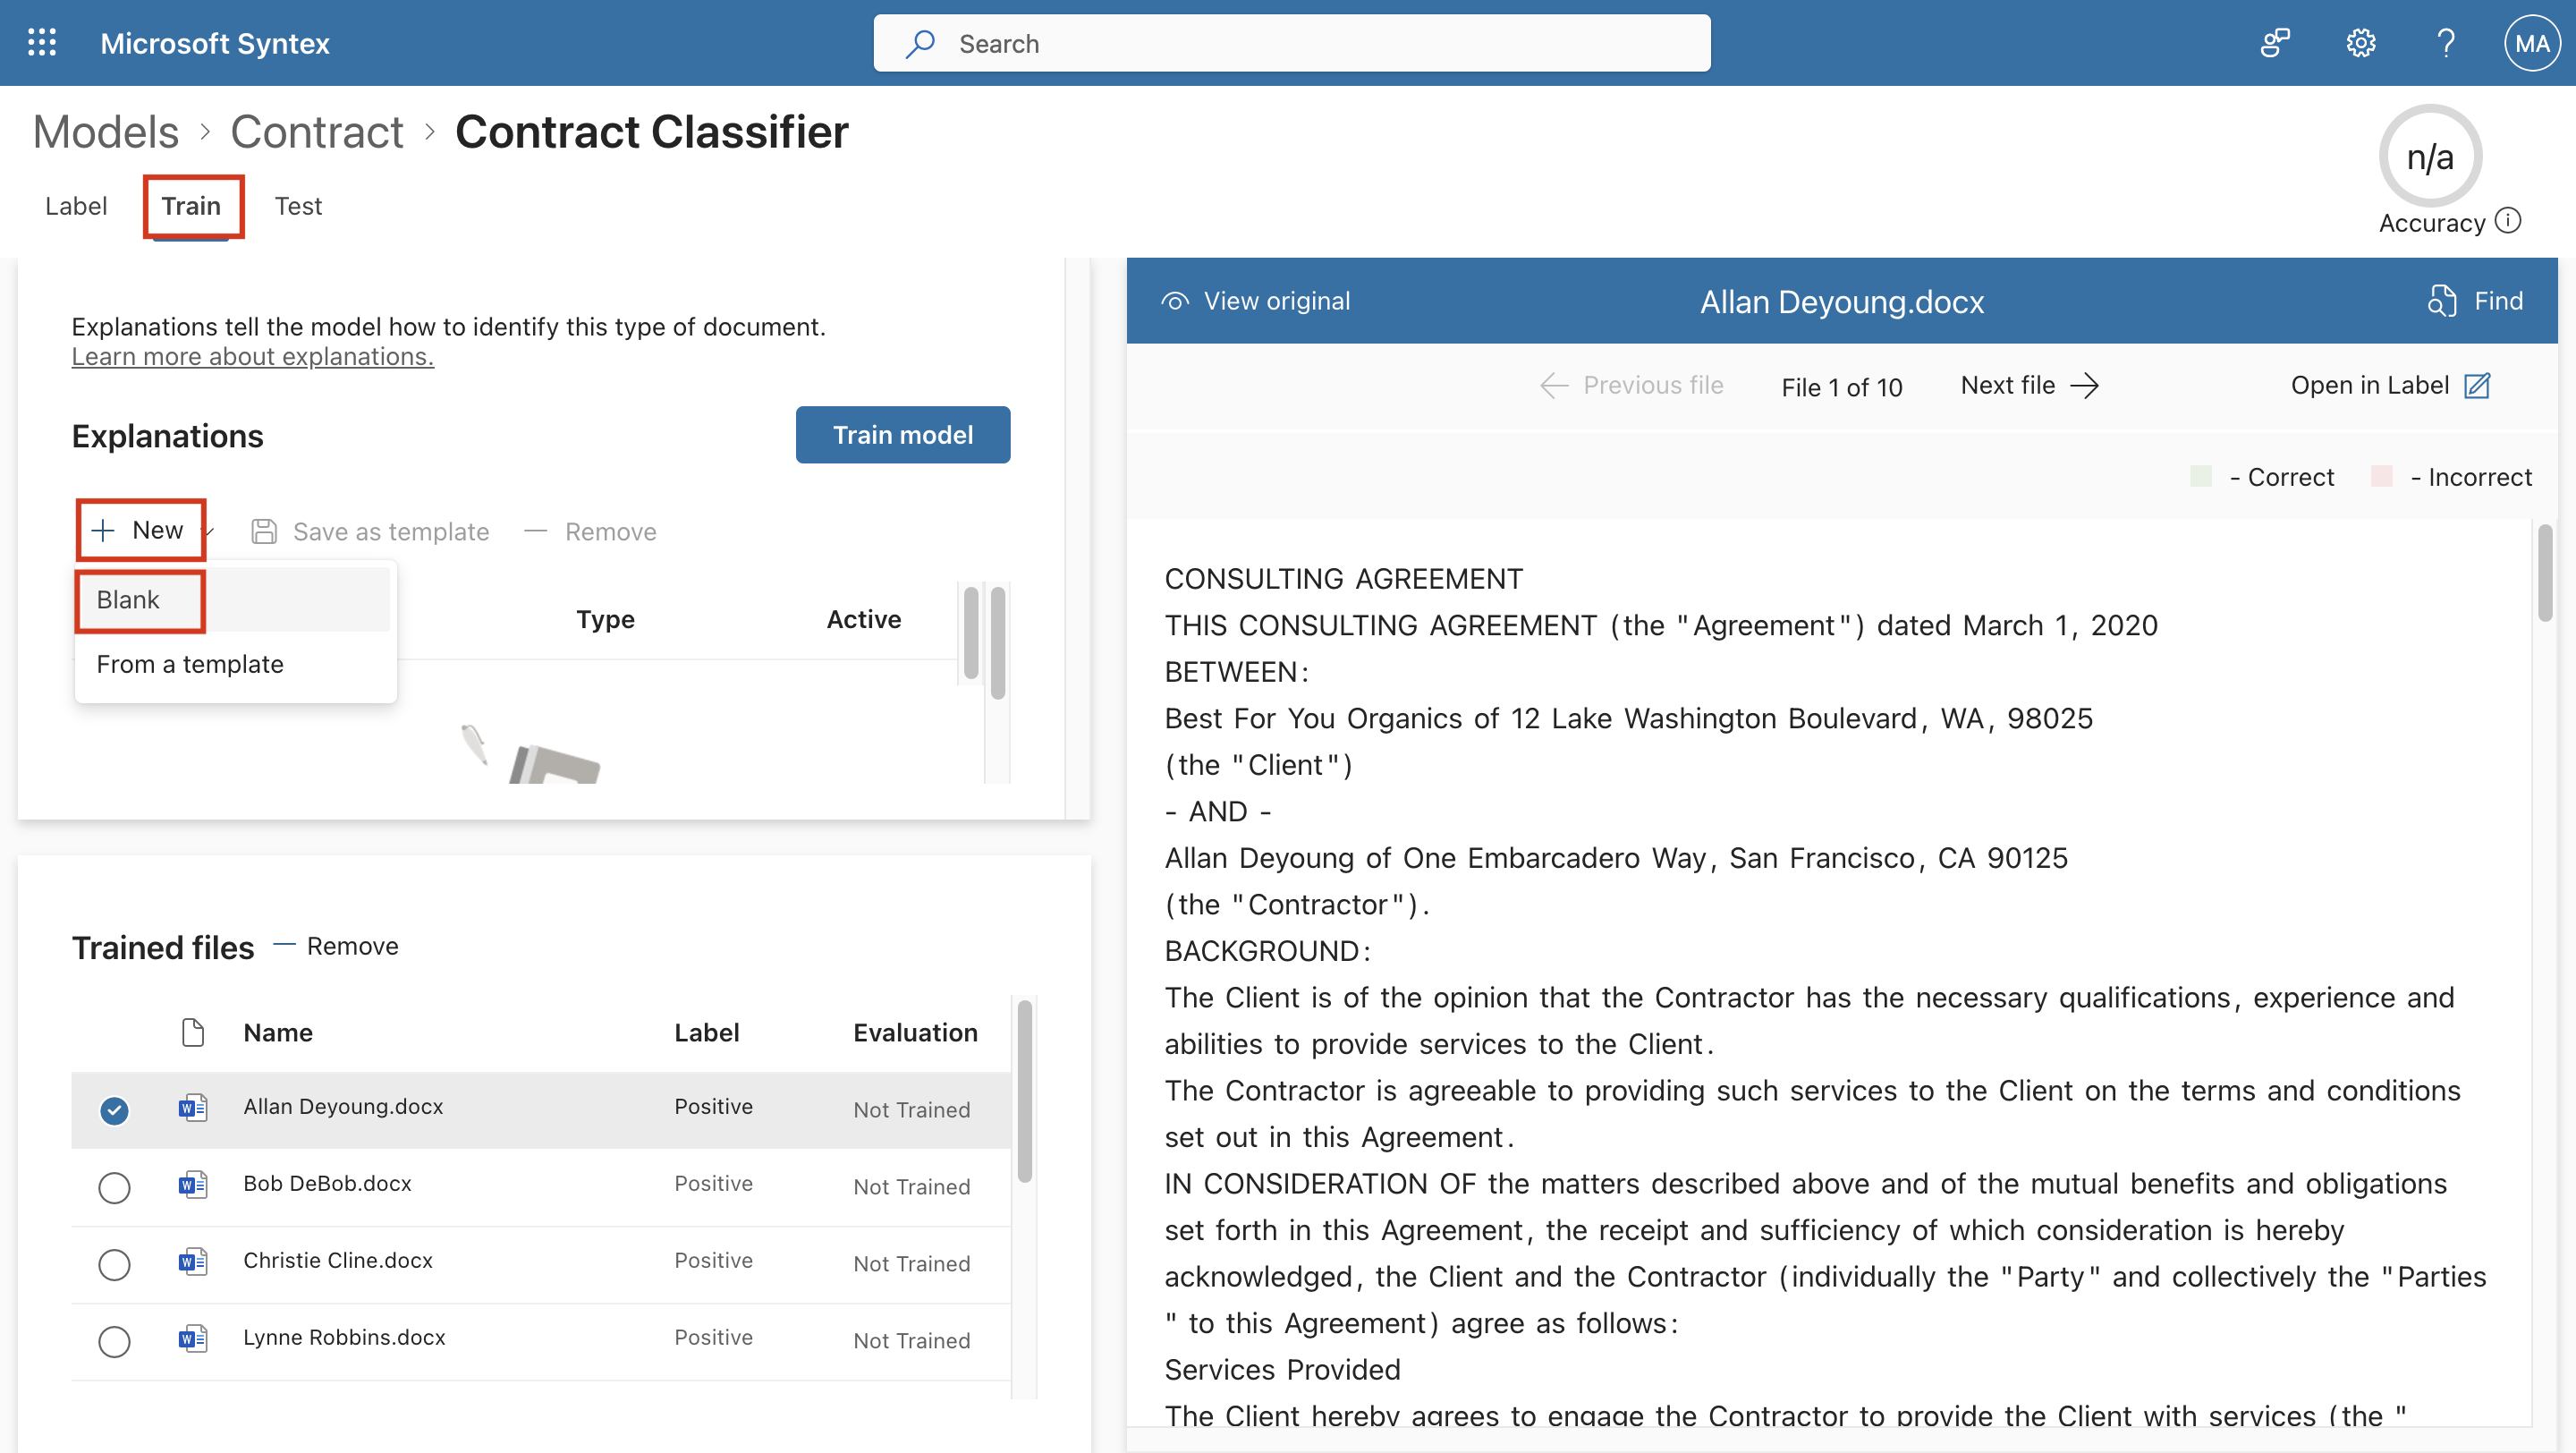 Microsoft Syntex
Search
MA
Models > Contract > Contract Classifier
n/a
Accuracy
Label Train Test
Explanations tell the model how to identify this type of document.
Learn more about explanations.
Explanations
Train model
+ New
Save as template
Remove
Blank
From a template
Type
Active
Trained files
Remove
Name Label Evaluation
Allan Deyoung.docx Positive Not Trained
Bob DeBob.docx Positive Not Trained
Christie Cline.docx Positive Not Trained
Lynne Robbins.docx Positive Not Trained
View original
Allan Deyoung.docx
Find
Previous file
File 1 of 10
Next file
Open in Label
- Correct
- Incorrect
CONSULTING AGREEMENT
THIS CONSULTING AGREEMENT (the "Agreement") dated March 1, 2020
BETWEEN:
Best For You Organics of 12 Lake Washington Boulevard, WA, 98025
(the "Client")
- AND -
Allan Deyoung of One Embarcadero Way, San Francisco, CA 90125
(the "Contractor").
BACKGROUND:
The Client is of the opinion that the Contractor has the necessary qualifications, experience and
abilities to provide services to the Client.
The Contractor is agreeable to providing such services to the Client on the terms and conditions
set out in this Agreement.
IN CONSIDERATION OF the matters described above and of the mutual benefits and obligations
set forth in this Agreement, the receipt and sufficiency of which consideration is hereby
acknowledged, the Client and the Contractor (individually the "Party" and collectively the "Parties
" to this Agreement) agree as follows:
Services Provided
The Client hereby agrees to engage the Contractor to provide the Client with services (the "